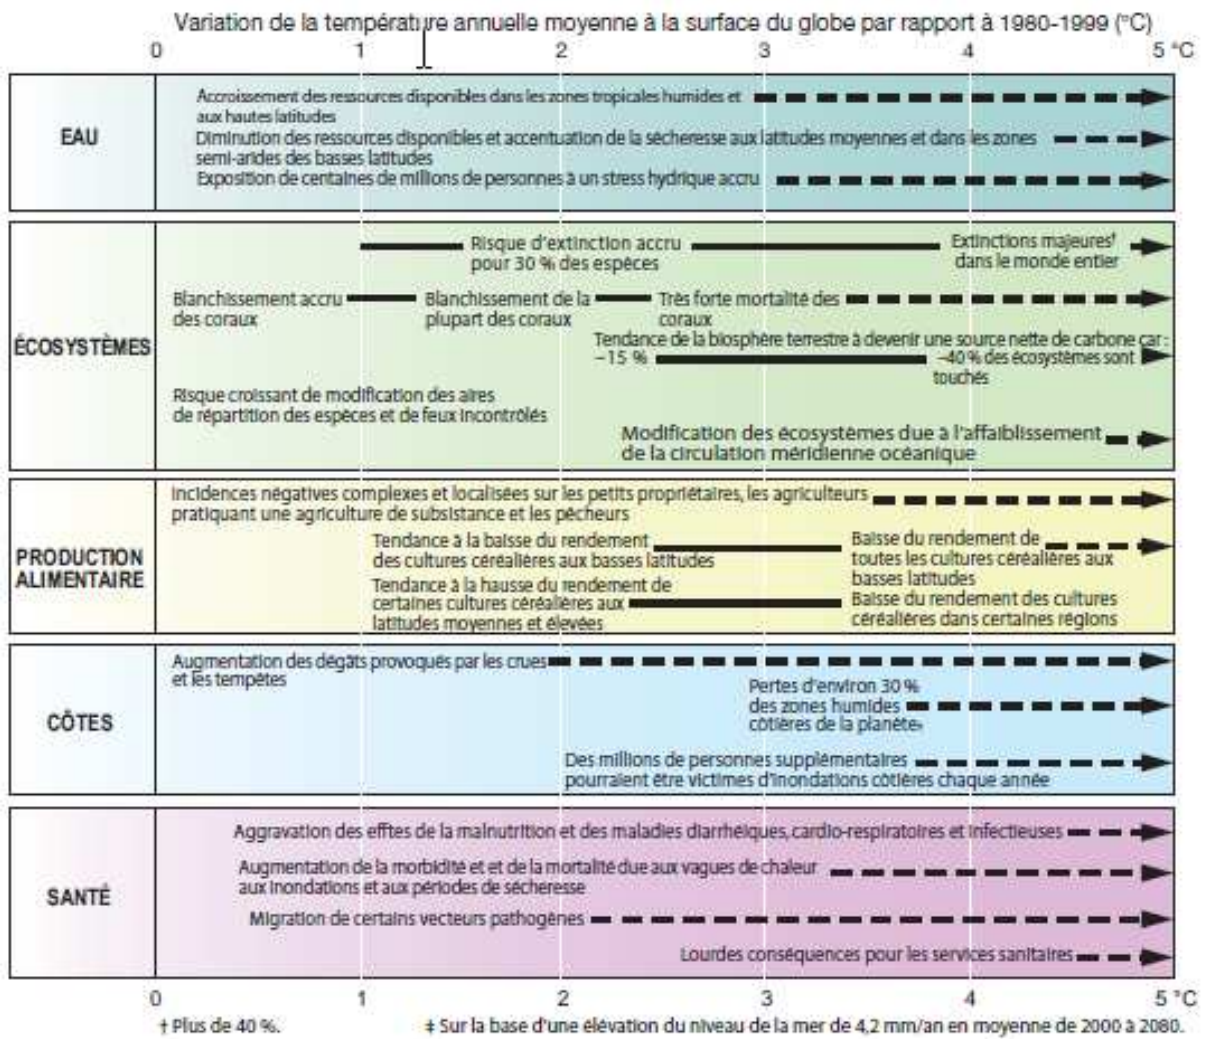 Variation de la température annuelle moyenne à la surface du globe par rapport à 1980-1999 (°C)
0 1 2 3 4 5 °C
EAU
Accroissement des ressources disponibles dans les zones tropicales humides et
aux hautes latitudes
Diminution des ressources disponibles et accentuation de la sécheresse aux latitudes moyennes et dans les zones
semi-arides des basses latitudes
Exposition de centaines de millions de personnes à un stress hydrique accru
ÉCOSYSTÈMES
Risque d'extinction accru
pour 30 % des espèces
Extinctions majeures†
dans le monde entier
Blanchissement accru
des coraux
Blanchissement de la
plupart des coraux
Très forte mortalité des
coraux
Tendance de la biosphère terrestre à devenir une source nette de carbone car :
~15 %
~40 % des écosystèmes sont
touchés
Risque croissant de modification des aires
de répartition des espèces et de feux incontrôlés
Modification des écosystèmes due à l'affaiblissement
de la circulation méridienne océanique
PRODUCTION
ALIMENTAIRE
Incidences négatives complexes et localisées sur les petits propriétaires, les agriculteurs
pratiquant une agriculture de subsistance et les pêcheurs
Tendance à la baisse du rendement
des cultures céréalières aux basses latitudes
Baisse du rendement de
toutes les cultures céréalières aux
basses latitudes
Tendance à la hausse du rendement de
certaines cultures céréalières aux
latitudes moyennes et élevées
Baisse du rendement des cultures
céréalières dans certaines régions
CÔTES
Augmentation des dégâts provoqués par les crues
et les tempêtes
Pertes d'environ 30 %
des zones humides
côtières de la planète‡
Des millions de personnes supplémentaires
pourraient être victimes d'inondations côtières chaque année
SANTÉ
Aggravation des efftes de la malnutrition et des maladies diarrhéiques, cardio-respiratoires et infectieuses
Augmentation de la morbidité et et de la mortalité due aux vagues de chaleur
aux inondations et aux périodes de sécheresse
Migration de certains vecteurs pathogènes
Lourdes conséquences pour les services sanitaires
0 1 2 3 4 5 °C
† Plus de 40 %.
‡ Sur la base d'une élévation du niveau de la mer de 4,2 mm/an en moyenne de 2000 à 2080.